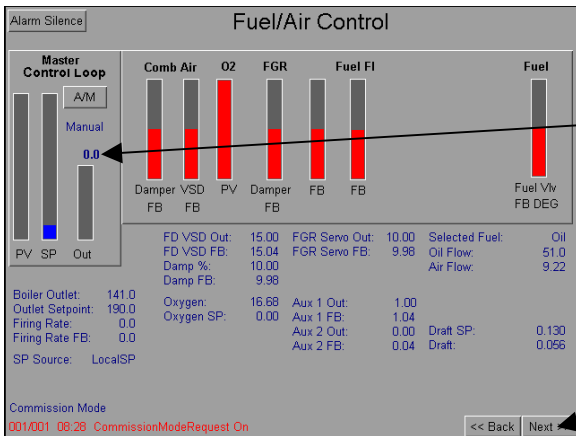 Alarm Silence
Fuel/Air Control
Master
Control Loop
A/M
Manual
0.0
PV SP Out
Comb Air O2 FGR Fuel Fl Fuel
Damper VSD PV Damper FB FB Fuel Vlv
FB FB FB FB DEG
FD VSD Out: 15.00 FGR Servo Out: 10.00 Selected Fuel: Oil
FD VSD FB: 15.04 FGR Servo FB: 9.98 Oil Flow: 51.0
Damp %: 10.00 Air Flow: 9.22
Damp FB: 9.98
Boiler Outlet: 141.0
Outlet Setpoint: 190.0
Firing Rate: 0.0
Firing Rate FB: 0.0
SP Source: LocalSP
Oxygen: 16.68 Aux 1 Out: 1.00
Oxygen SP: 0.00 Aux 1 FB: 1.04
Aux 2 Out: 0.00 Draft SP: 0.130
Aux 2 FB: 0.04 Draft: 0.056
Commission Mode
001/001 08:28 CommissionModeRequest On
<< Back Next